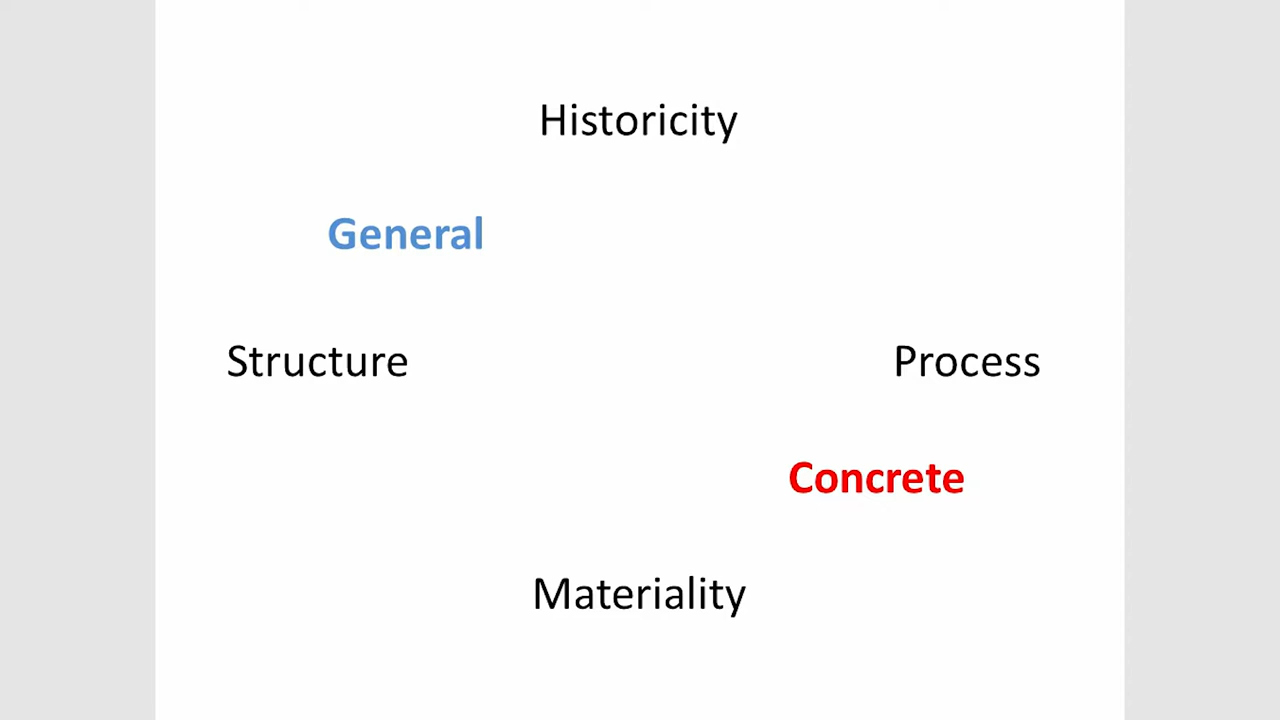 Historicity
General
Structure
Process
Concrete
Materiality